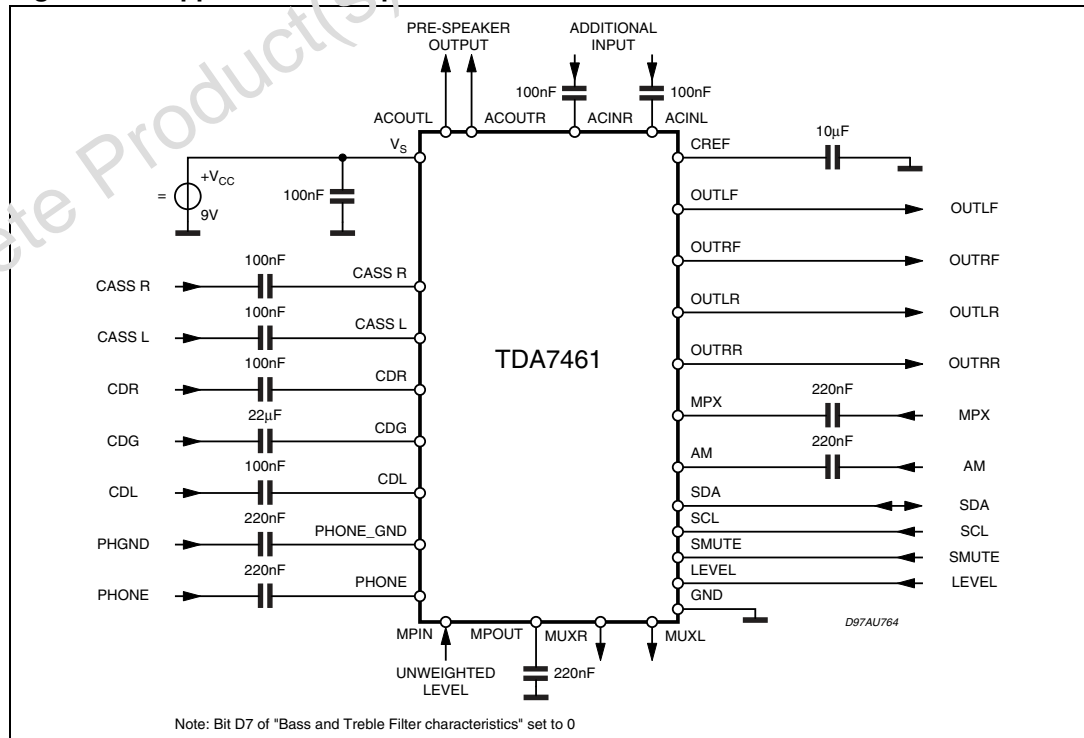 PRE-SPEAKER
OUTPUT
ADDITIONAL
INPUT
100nF
100nF
ACOUTL
ACOUTR
ACINR
ACINL
VS
CREF
10µF
+VCC
=
9V
100nF
OUTLF
OUTLF
100nF
CASS R
CASS R
OUTRF
OUTRF
100nF
CASS L
CASS L
OUTLR
OUTLR
TDA7461
100nF
CDR
CDR
OUTRR
OUTRR
22µF
CDG
CDG
MPX
220nF
MPX
100nF
CDL
CDL
AM
220nF
AM
SDA
SDA
220nF
PHGND
PHONE_GND
SCL
SCL
SMUTE
SMUTE
220nF
PHONE
PHONE
LEVEL
LEVEL
GND
MPIN
MPOUT
MUXR
MUXL
D97AU764
UNWEIGHTED
LEVEL
220nF
Note: Bit D7 of "Bass and Treble Filter characteristics" set to 0
ete Product(s)